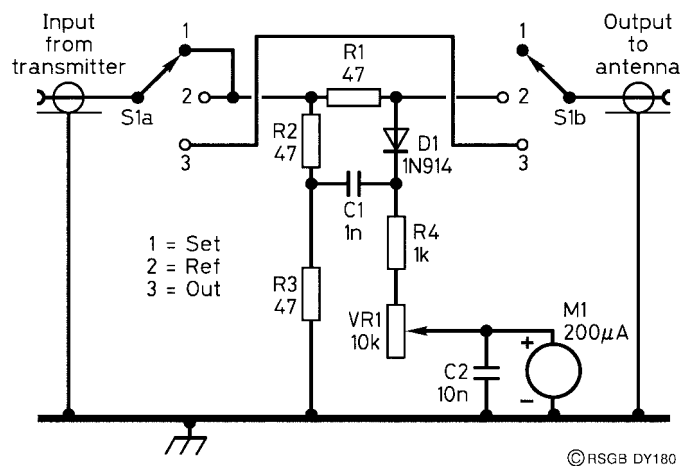 Input
from
transmitter
Output
to
antenna
1
2
3
S1a
R1
47
R2
47
D1
1N914
C1
1n
R4
1k
R3
47
VR1
10k
C2
10n
M1
200µA
+
−
1
2
3
S1b
1 = Set
2 = Ref
3 = Out
© RSGB DY180